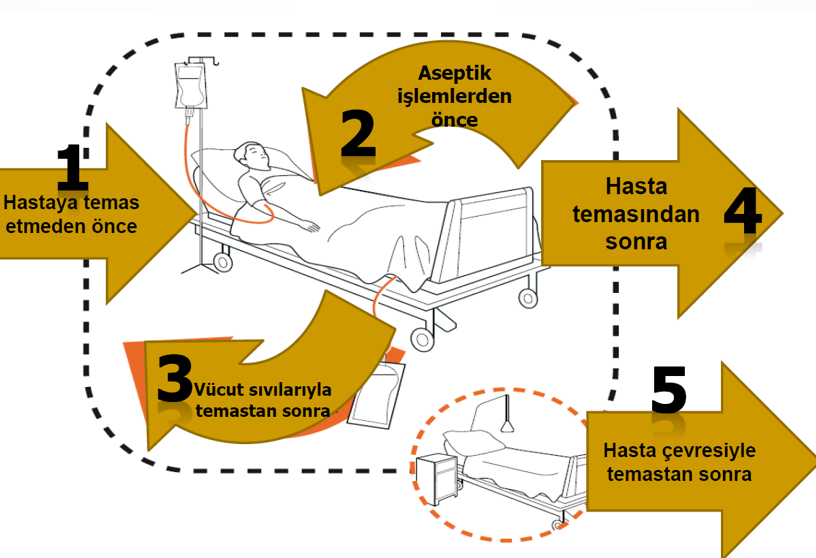 1
Hastaya temas
etmeden önce
2
Aseptik
işlemlerden
önce
3
Vücut sıvılarıyla
temastan sonra
4
Hasta
temasından
sonra
5
Hasta çevresiyle
temastan sonra